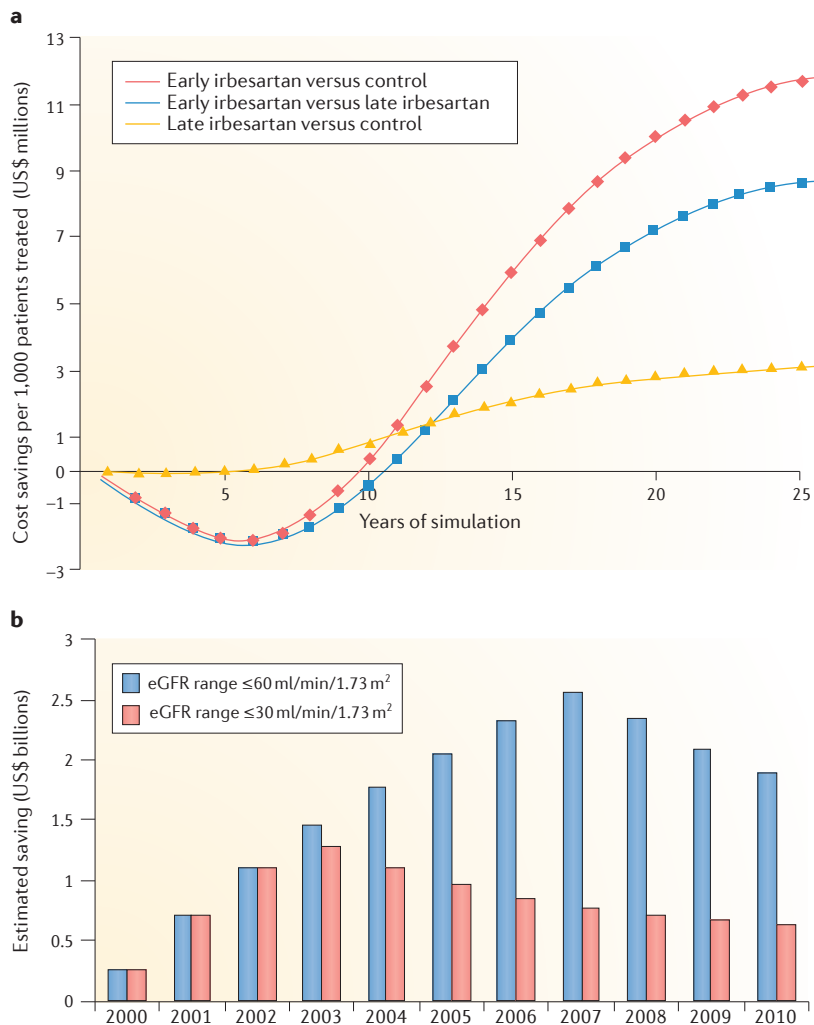 a
Cost savings per 1,000 patients treated (US$ millions)
13
11
9
7
5
3
1
0
−1
−3
Early irbesartan versus control
Early irbesartan versus late irbesartan
Late irbesartan versus control
5
10
15
20
25
Years of simulation
b
Estimated saving (US$ billions)
3
2.5
2
1.5
1
0.5
0
eGFR range ≤60 ml/min/1.73 m²
eGFR range ≤30 ml/min/1.73 m²
2000 2001 2002 2003 2004 2005 2006 2007 2008 2009 2010